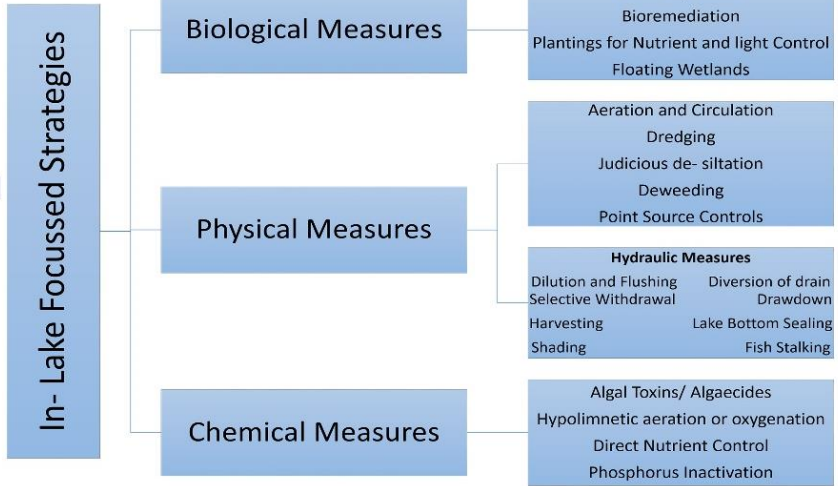 In- Lake Focussed Strategies
Biological Measures
Bioremediation
Plantings for Nutrient and light Control
Floating Wetlands
Physical Measures
Aeration and Circulation
Dredging
Judicious de- siltation
Deweeding
Point Source Controls
Hydraulic Measures
Dilution and Flushing Diversion of drain
Selective Withdrawal Drawdown
Harvesting Lake Bottom Sealing
Shading Fish Stalking
Chemical Measures
Algal Toxins/ Algaecides
Hypolimnetic aeration or oxygenation
Direct Nutrient Control
Phosphorus Inactivation